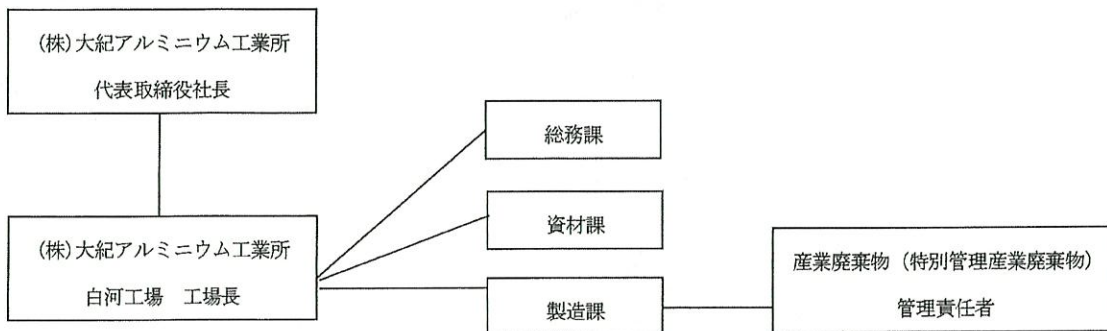 (株)大紀アルミニウム工業所
代表取締役社長
総務課
資材課
(株)大紀アルミニウム工業所
白河工場　工場長
製造課
産業廃棄物（特別管理産業廃棄物）
管理責任者